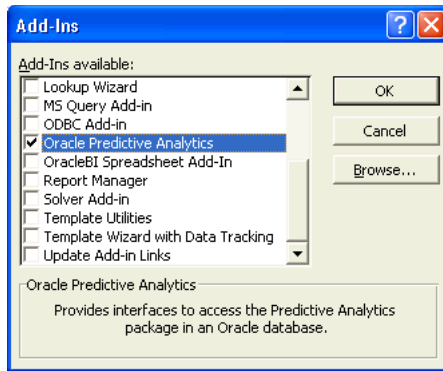 Add-Ins
Add-Ins available:
Lookup Wizard
MS Query Add-in
ODBC Add-in
Oracle Predictive Analytics
OracleBI Spreadsheet Add-In
Report Manager
Solver Add-in
Template Utilities
Template Wizard with Data Tracking
Update Add-in Links
OK
Cancel
Browse...
Oracle Predictive Analytics
Provides interfaces to access the Predictive Analytics
package in an Oracle database.